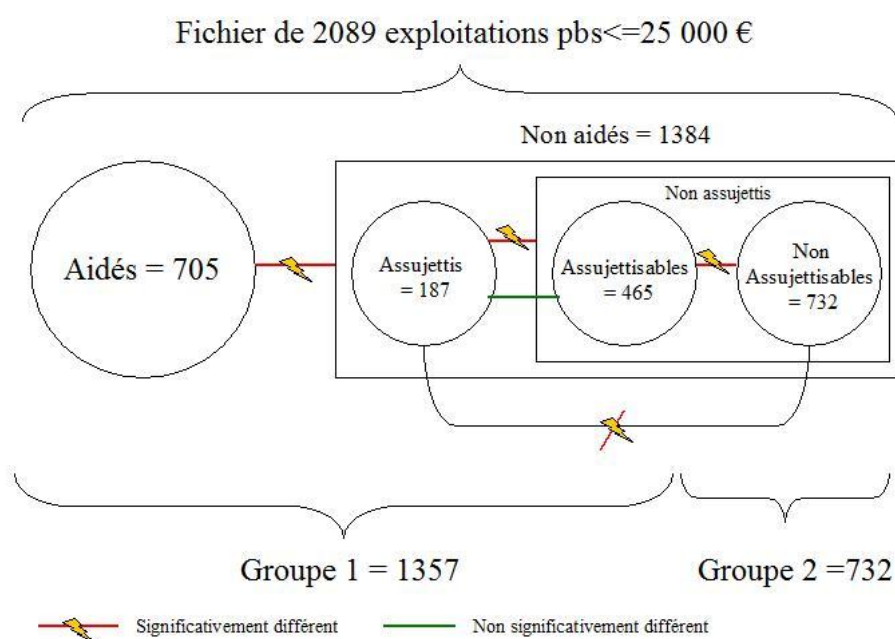 Fichier de 2089 exploitations pbs<=25 000 €
Non aidés = 1384
Non assujettis
Aidés = 705
Assujettis
= 187
Assujettisables
= 465
Non
Assujettisables
= 732
Groupe 1 = 1357
Groupe 2 =732
Significativement différent
Non significativement différent